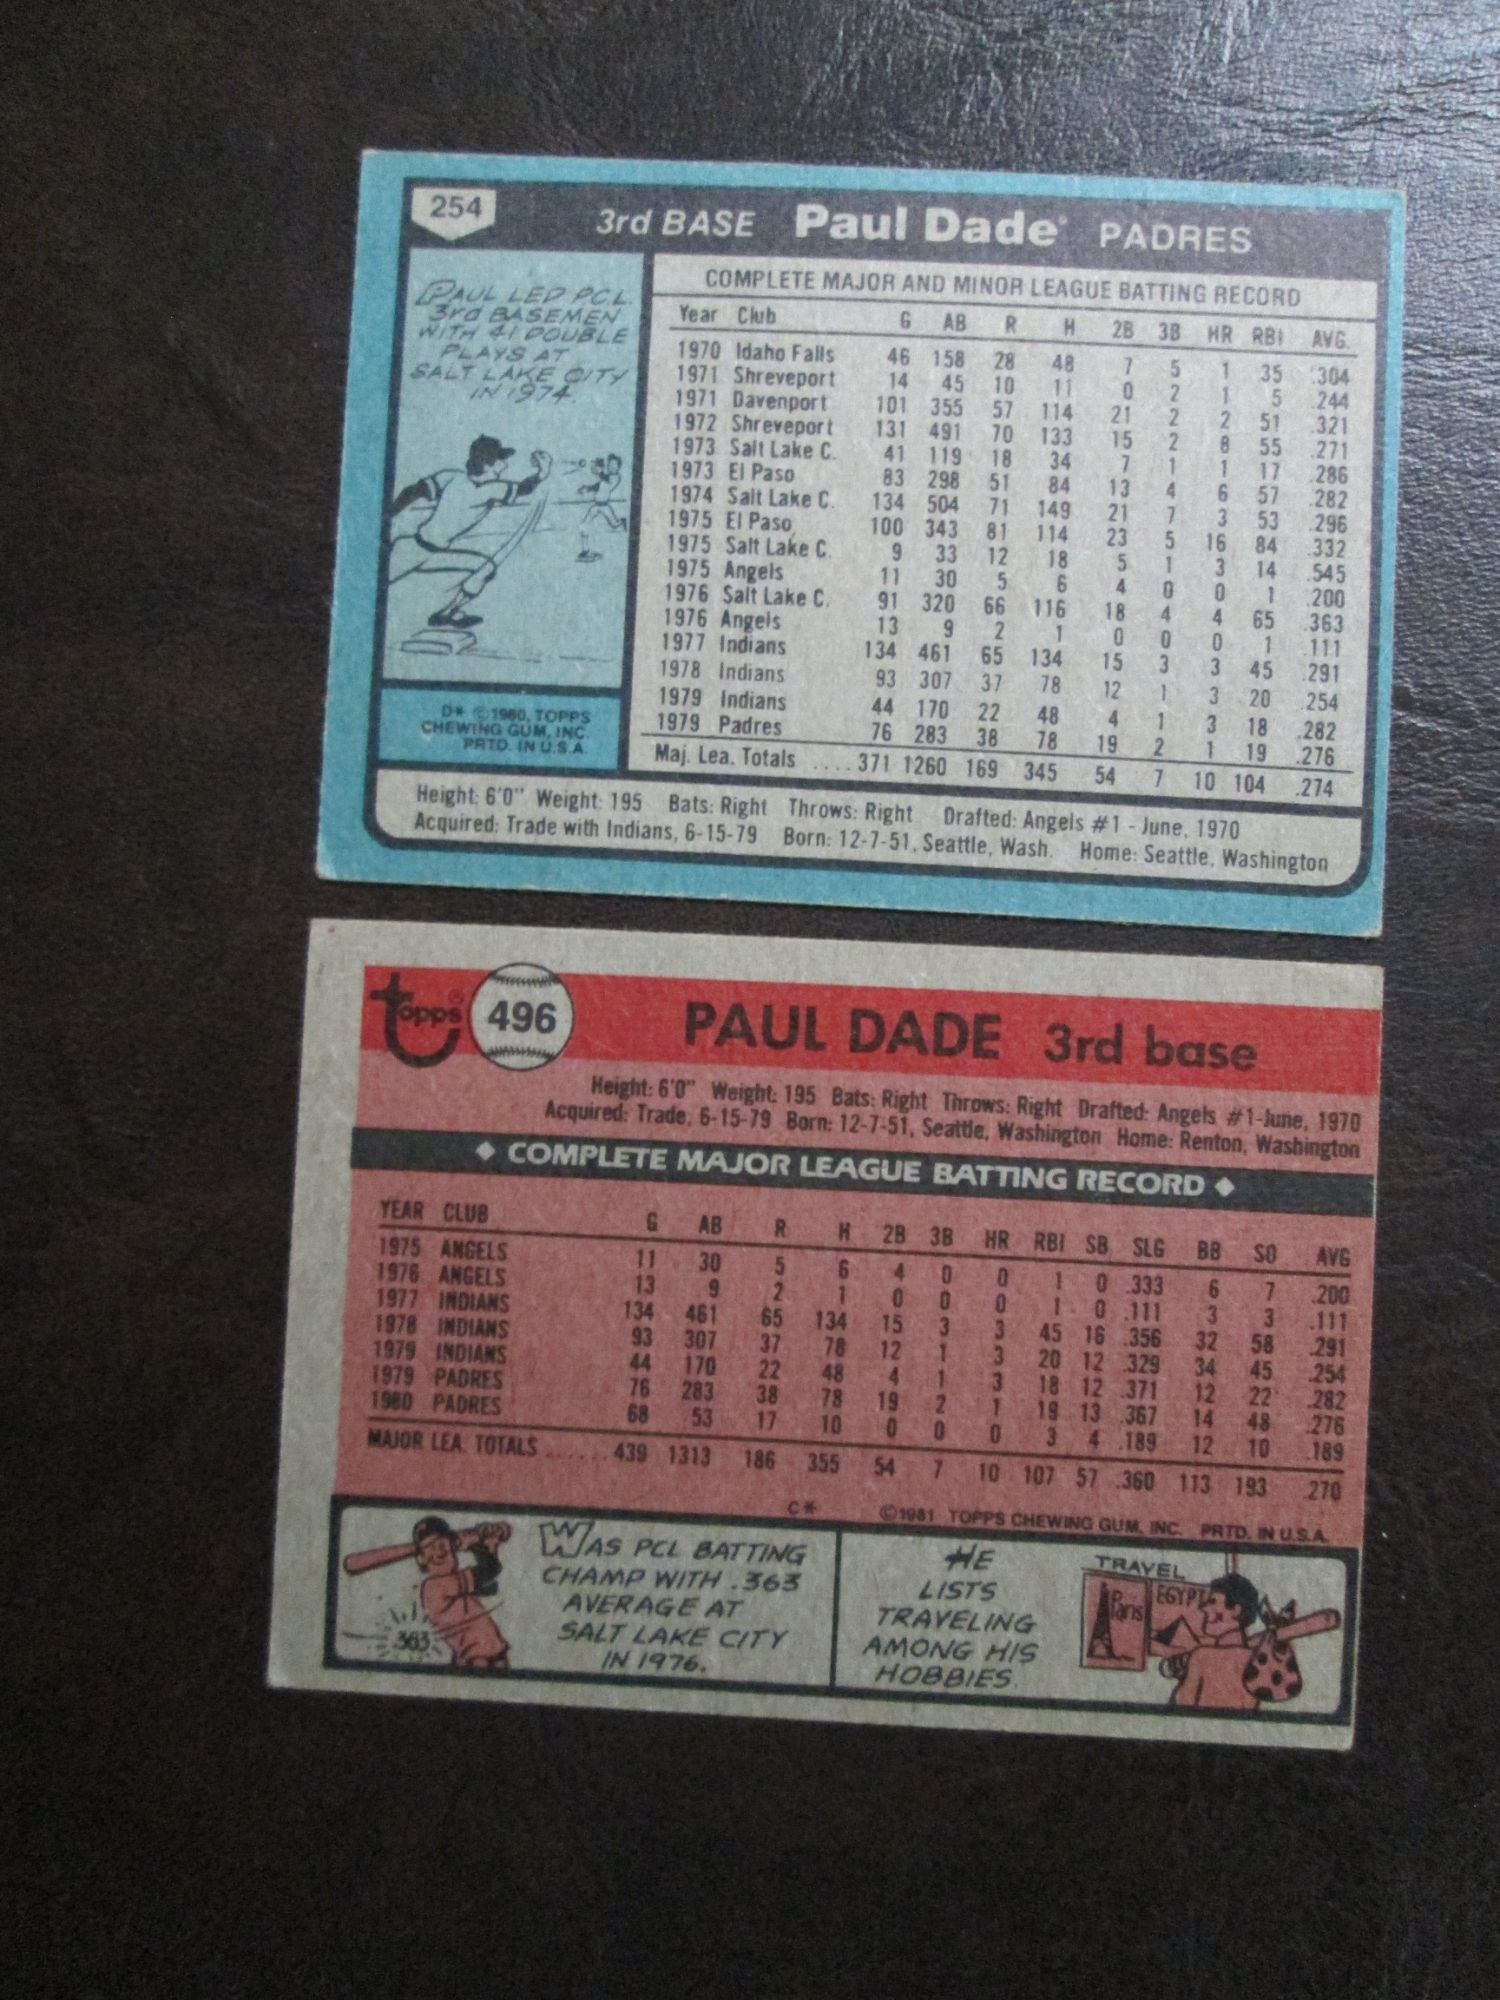 254
3rd BASE Paul Dade PADRES
PAUL LED PCL
3rd BASEMEN
WITH 41 DOUBLE
PLAYS AT
SALT LAKE CITY
IN 1974.
D* ©1980, TOPPS
CHEWING GUM, INC.
PRTD. IN U.S.A.
COMPLETE MAJOR AND MINOR LEAGUE BATTING RECORD
Year Club G AB R H 2B 3B HR RBI AVG.
1970 Idaho Falls 46 158 28 48 7 5 1 35 .304
1971 Shreveport 14 45 10 11 0 2 1 5 .244
1971 Davenport 101 355 57 114 21 2 2 51 .321
1972 Shreveport 131 491 70 133 15 2 8 55 .271
1973 Salt Lake C. 41 119 18 34 7 1 1 17 .286
1973 El Paso 83 298 51 84 13 4 6 57 .282
1974 Salt Lake C. 134 504 71 149 21 7 3 53 .296
1975 El Paso 100 343 81 114 23 5 16 84 .332
1975 Salt Lake C. 9 33 12 18 5 1 3 14 .545
1975 Angels 11 30 5 6 4 0 0 1 .200
1976 Salt Lake C. 91 320 66 116 18 4 4 65 .363
1976 Angels 13 9 2 1 0 0 0 1 .111
1977 Indians 134 461 65 134 15 3 3 45 .291
1978 Indians 93 307 37 78 12 1 3 20 .254
1979 Indians 44 170 22 48 4 1 3 18 .282
1979 Padres 76 283 38 78 19 2 1 19 .276
Maj. Lea. Totals .... 371 1260 169 345 54 7 10 104 .274
Height: 6'0" Weight: 195 Bats: Right Throws: Right Drafted: Angels #1 - June, 1970
Acquired: Trade with Indians, 6-15-79 Born: 12-7-51, Seattle, Wash. Home: Seattle, Washington
topps® 496 PAUL DADE 3rd base
Height: 6'0" Weight: 195 Bats: Right Throws: Right Drafted: Angels #1-June, 1970
Acquired: Trade, 6-15-79 Born: 12-7-51, Seattle, Washington Home: Renton, Washington
◆ COMPLETE MAJOR LEAGUE BATTING RECORD ◆
YEAR CLUB G AB R H 2B 3B HR RBI SB SLG BB SO AVG
1975 ANGELS 11 30 5 6 4 0 0 1 0 .333 6 7 .200
1976 ANGELS 13 9 2 1 0 0 0 1 0 .111 3 3 .111
1977 INDIANS 134 461 65 134 15 3 3 45 16 .356 32 58 .291
1978 INDIANS 93 307 37 78 12 1 3 20 12 .329 34 45 .254
1979 INDIANS 44 170 22 48 4 1 3 18 12 .371 12 22 .282
1979 PADRES 76 283 38 78 19 2 1 19 13 .367 14 48 .276
1980 PADRES 68 53 17 10 0 0 0 3 4 .189 12 10 .189
MAJOR LEA. TOTALS ...... 439 1313 186 355 54 7 10 107 57 .360 113 193 .270
C* ©1981 TOPPS CHEWING GUM, INC. PRTD. IN U.S.A.
.363
WAS PCL BATTING
CHAMP WITH .363
AVERAGE AT
SALT LAKE CITY
IN 1976.
HE
LISTS
TRAVELING
AMONG HIS
HOBBIES.
TRAVEL
Paris
EGYPT